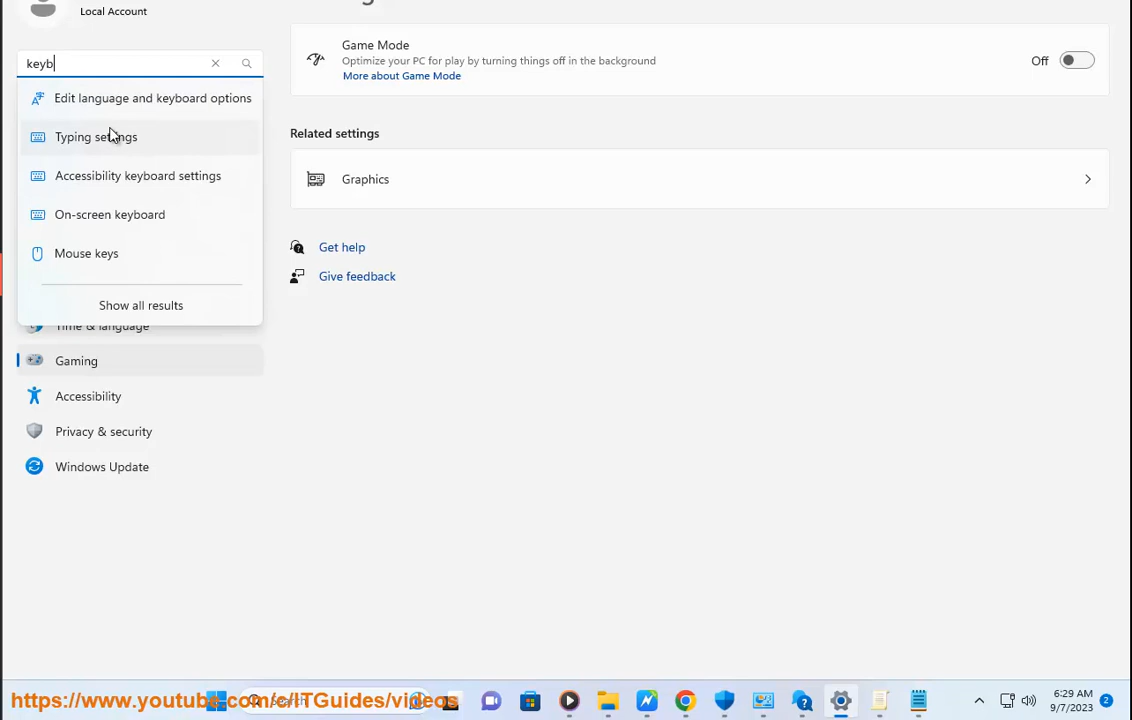 Local Account
keyb
Edit language and keyboard options
Typing settings
Accessibility keyboard settings
On-screen keyboard
Mouse keys
Show all results
Time & language
Gaming
Accessibility
Privacy & security
Windows Update
Game Mode
Optimize your PC for play by turning things off in the background
More about Game Mode
Off
Related settings
Graphics
Get help
Give feedback
https://www.youtube.com/c/ITGuides/videos
Search
6:29 AM
9/7/2023
2